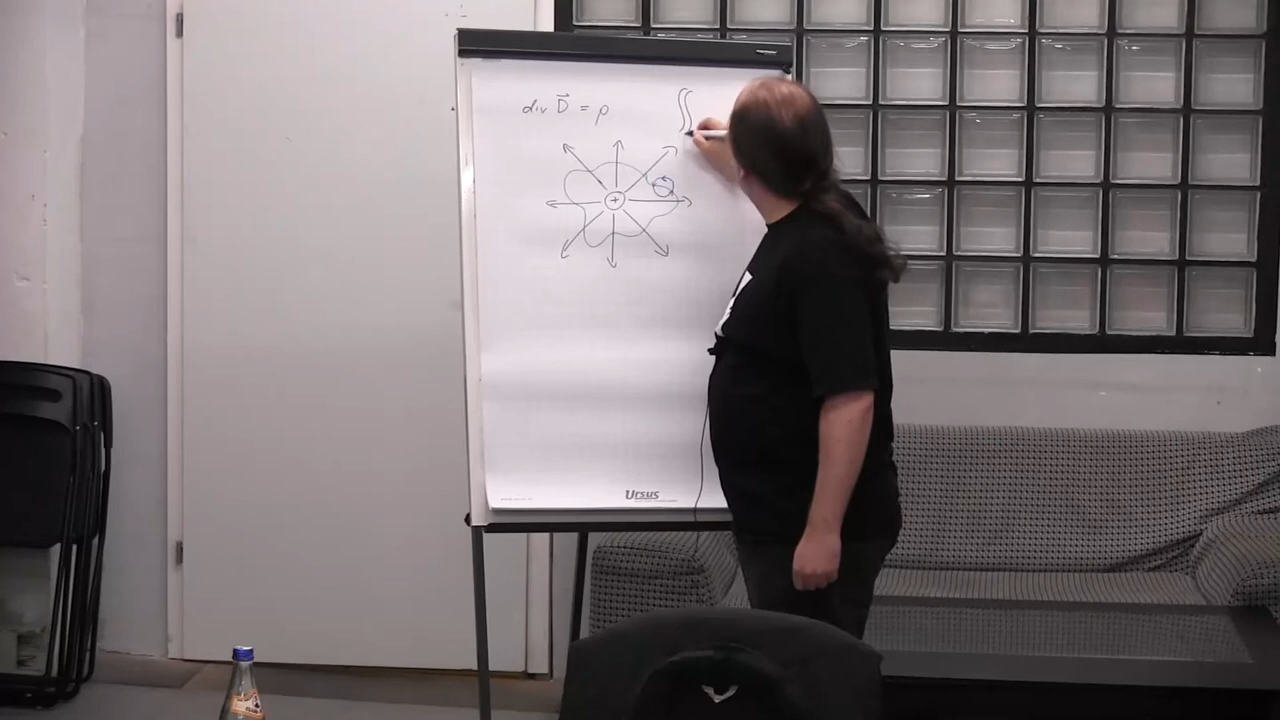 div D⃗ = ρ ∫∫
+
Ursus